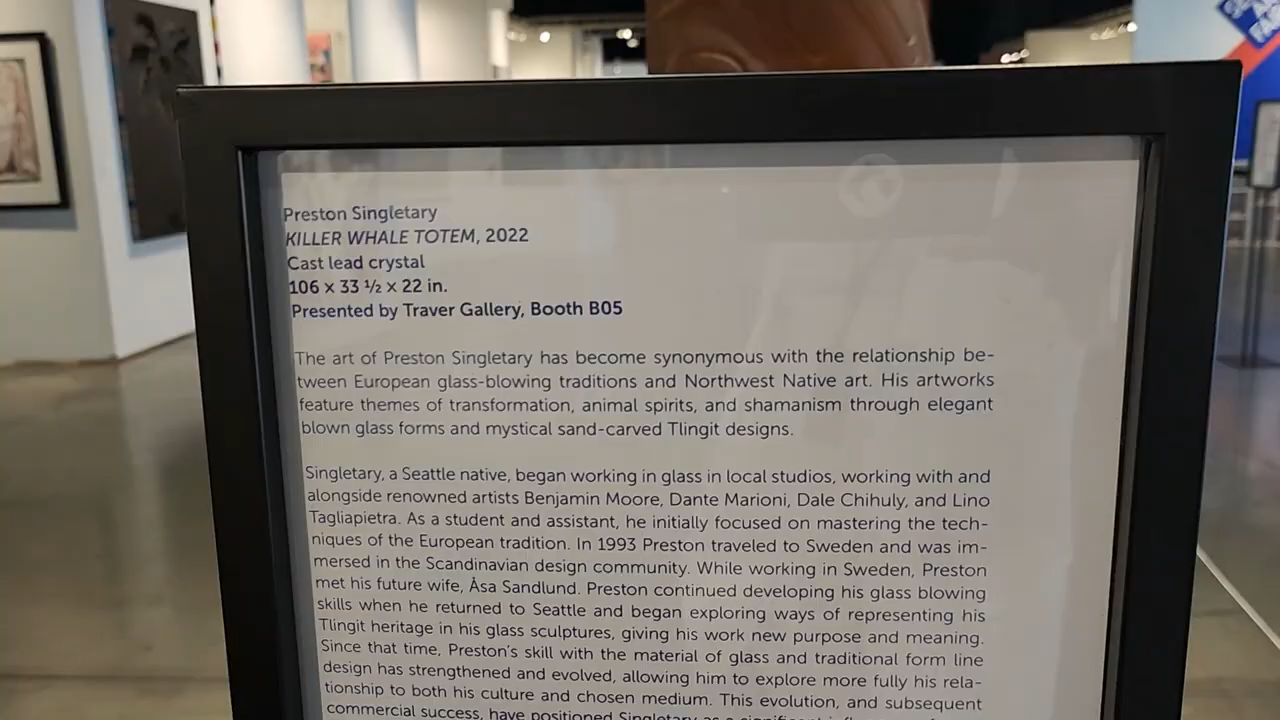 Preston Singletary
KILLER WHALE TOTEM, 2022
Cast lead crystal
106 x 33 ½ x 22 in.
Presented by Traver Gallery, Booth B05
The art of Preston Singletary has become synonymous with the relationship be-
tween European glass-blowing traditions and Northwest Native art. His artworks
feature themes of transformation, animal spirits, and shamanism through elegant
blown glass forms and mystical sand-carved Tlingit designs.
Singletary, a Seattle native, began working in glass in local studios, working with and
alongside renowned artists Benjamin Moore, Dante Marioni, Dale Chihuly, and Lino
Tagliapietra. As a student and assistant, he initially focused on mastering the tech-
niques of the European tradition. In 1993 Preston traveled to Sweden and was im-
mersed in the Scandinavian design community. While working in Sweden, Preston
met his future wife, Åsa Sandlund. Preston continued developing his glass blowing
skills when he returned to Seattle and began exploring ways of representing his
Tlingit heritage in his glass sculptures, giving his work new purpose and meaning.
Since that time, Preston's skill with the material of glass and traditional form line
design has strengthened and evolved, allowing him to explore more fully his rela-
tionship to both his culture and chosen medium. This evolution, and subsequent
commercial success, have positioned Singletary as a significant